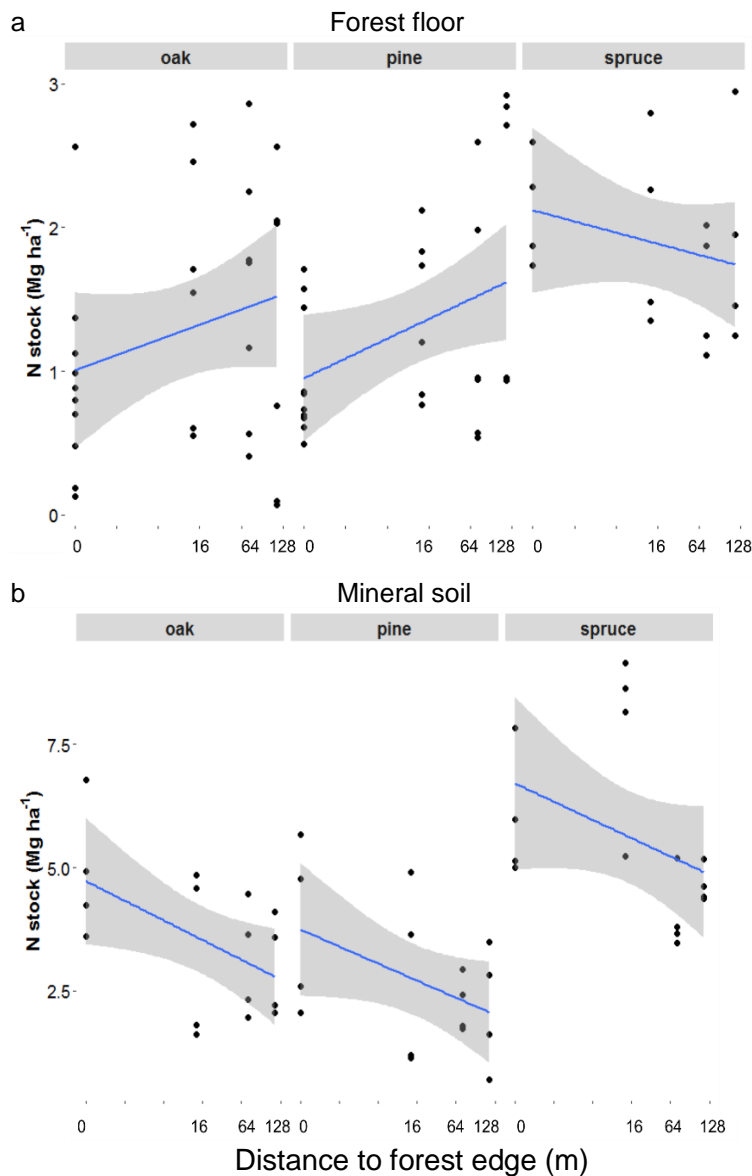 a Forest floor
oak pine spruce
N stock (Mg ha⁻¹)
3
2
1
0
0 16 64 128 0 16 64 128 0 16 64 128
b Mineral soil
oak pine spruce
N stock (Mg ha⁻¹)
7.5
5.0
2.5
0 16 64 128 0 16 64 128 0 16 64 128
Distance to forest edge (m)